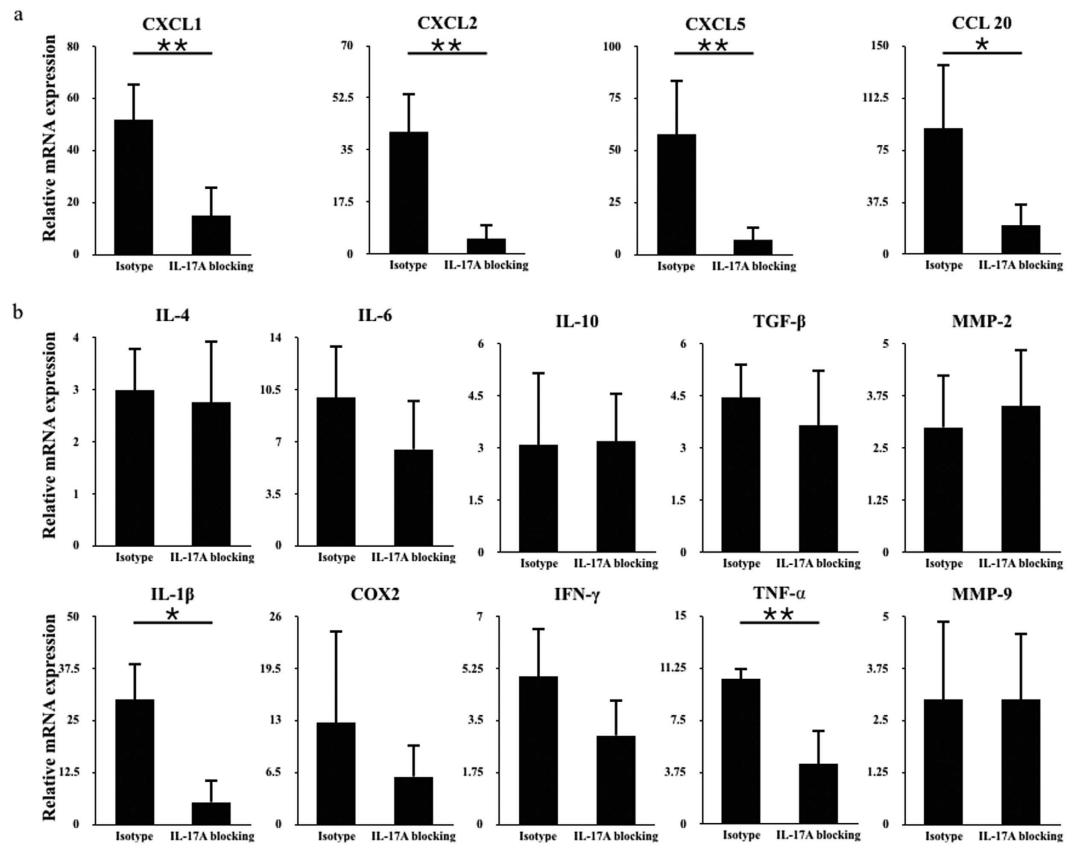 a
CXCL1
CXCL2
CXCL5
CCL 20
** ** ** *
Relative mRNA expression
80
60
40
20
0
70
52.5
35
17.5
0
100
75
50
25
0
150
112.5
75
37.5
0
Isotype IL-17A blocking
Isotype IL-17A blocking
Isotype IL-17A blocking
Isotype IL-17A blocking
b
IL-4
IL-6
IL-10
TGF-β
MMP-2
Relative mRNA expression
4
3
2
1
0
14
10.5
7
3.5
0
6
4.5
3
1.5
0
6
4.5
3
1.5
0
5
3.75
2.5
1.25
0
Isotype IL-17A blocking
Isotype IL-17A blocking
Isotype IL-17A blocking
Isotype IL-17A blocking
Isotype IL-17A blocking
IL-1β
COX2
IFN-γ
TNF-α
MMP-9
* **
Relative mRNA expression
50
37.5
25
12.5
0
26
19.5
13
6.5
0
7
5.25
3.5
1.75
0
15
11.25
7.5
3.75
0
5
3.75
2.5
1.25
0
Isotype IL-17A blocking
Isotype IL-17A blocking
Isotype IL-17A blocking
Isotype IL-17A blocking
Isotype IL-17A blocking